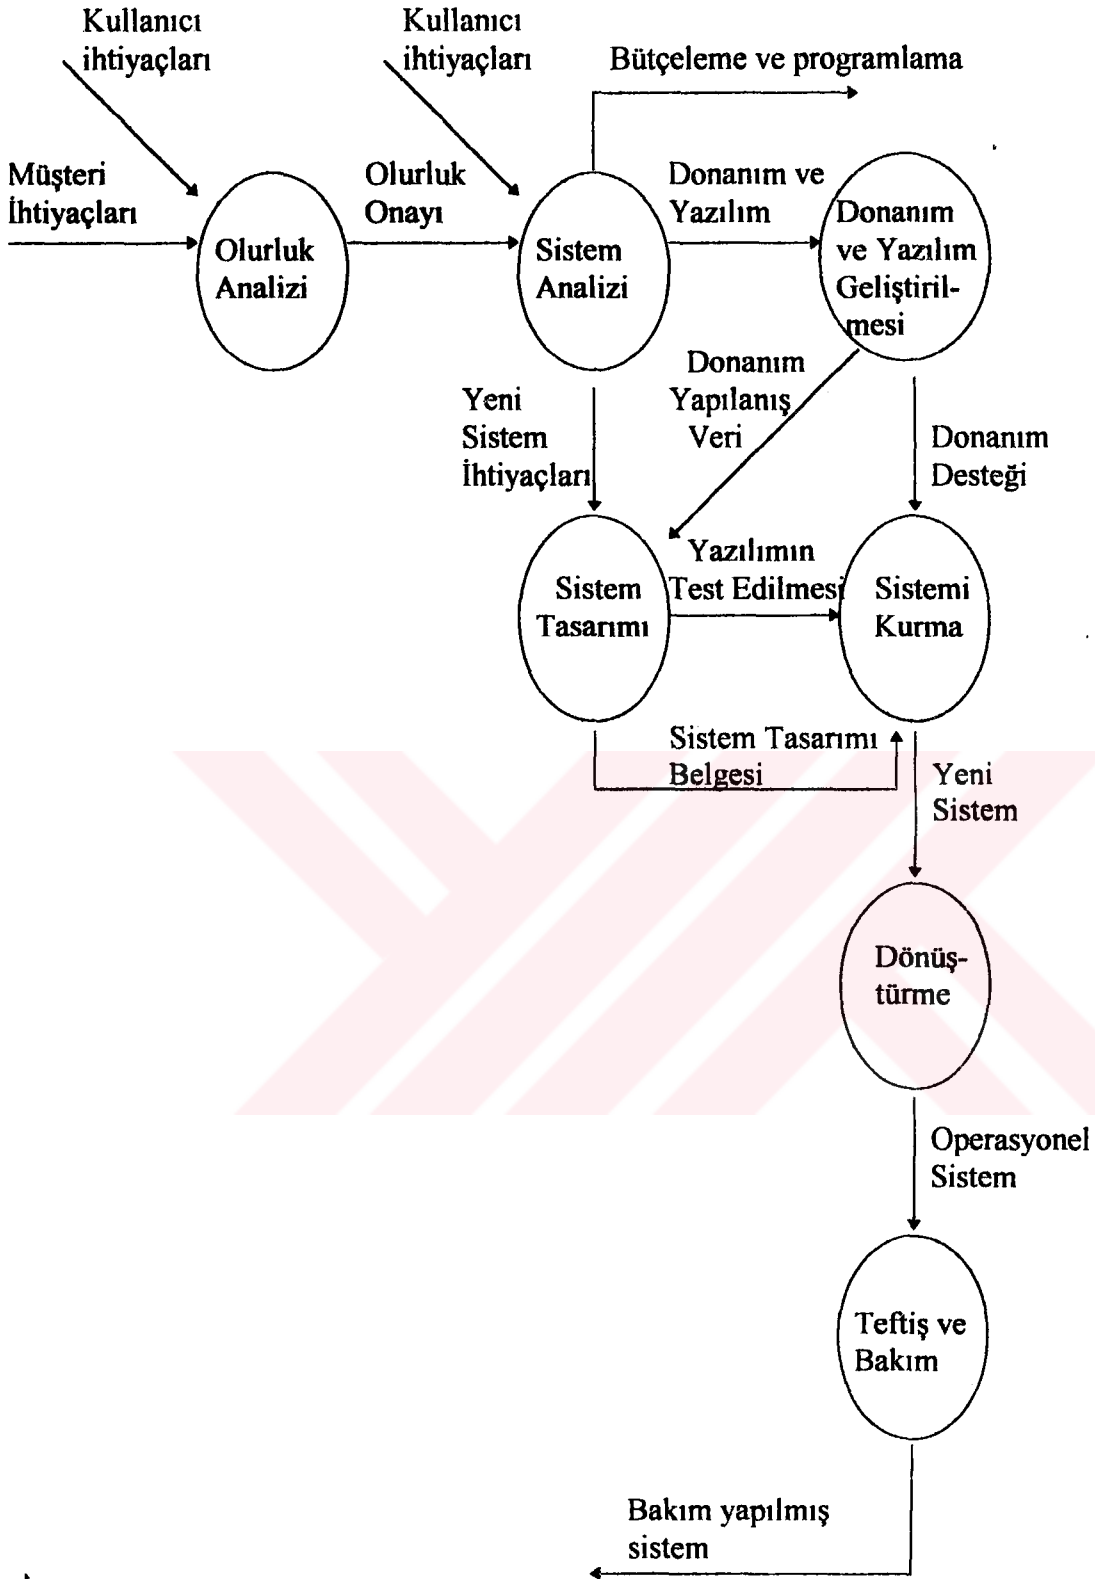 Kullanıcı
ihtiyaçları
Kullanıcı
ihtiyaçları
Bütçeleme ve programlama
Müşteri
İhtiyaçları
Olurluk
Analizi
Olurluk
Onayı
Sistem
Analizi
Donanım ve
Yazılım
Donanım
ve Yazılım
Geliştiril-
mesi
Yeni
Sistem
İhtiyaçları
Donanım
Yapılanış
Veri
Donanım
Desteği
Sistem
Tasarımı
Yazılımın
Test Edilmesi
Sistemi
Kurma
Sistem Tasarımı
Belgesi
Yeni
Sistem
Dönüş-
türme
Operasyonel
Sistem
Teftiş ve
Bakım
Bakım yapılmış
sistem